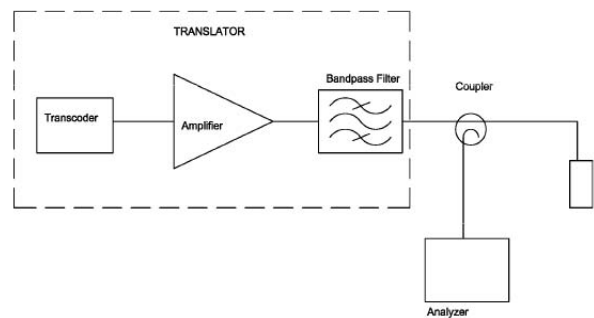 TRANSLATOR
Bandpass Filter
Coupler
Transcoder
Amplifier
Analyzer